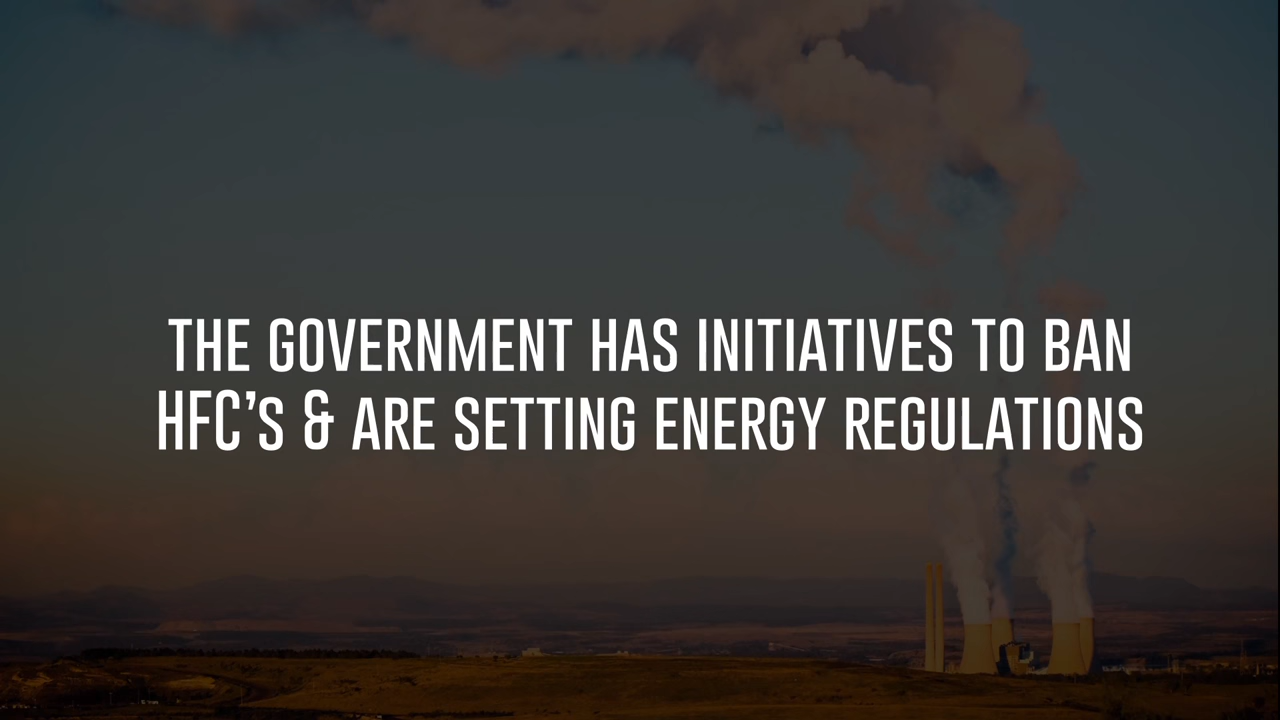 THE GOVERNMENT HAS INITIATIVES TO BAN
HFC's & ARE SETTING ENERGY REGULATIONS